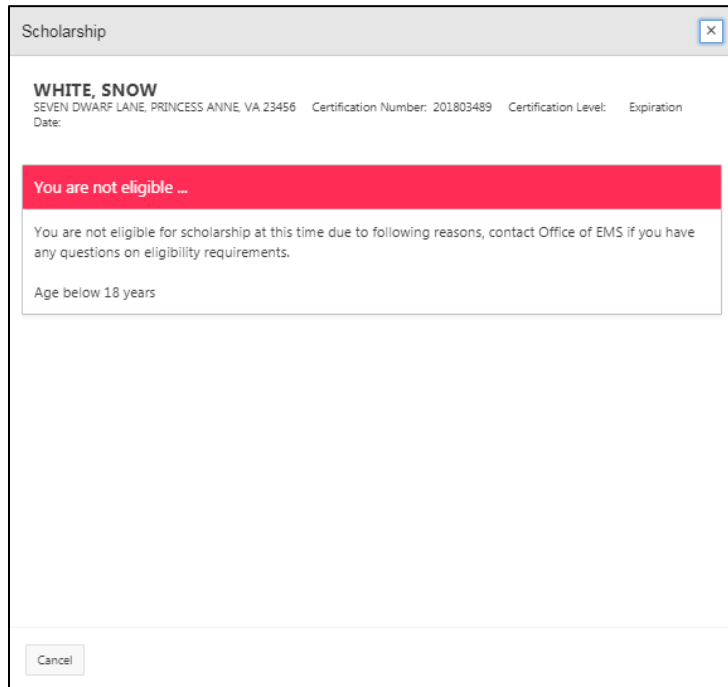 Scholarship
WHITE, SNOW
SEVEN DWARF LANE, PRINCESS ANNE, VA 23456 Certification Number: 201803489 Certification Level: Expiration
Date:
You are not eligible ...
You are not eligible for scholarship at this time due to following reasons, contact Office of EMS if you have
any questions on eligibility requirements.
Age below 18 years
Cancel